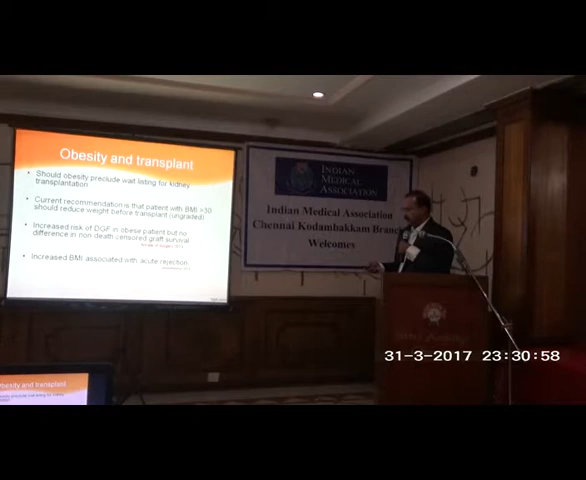 Obesity and transplant
• Should obesity preclude wait listing for kidney
transplantation
• Current recommendation is that patient with BMI >30
should reduce weight before transplant (ungraded)
• Increased risk of DGF in obese patient but no
difference in non death censored graft survival
• Increased BMI associated with acute rejection
INDIAN
MEDICAL
ASSOCIATION
Indian Medical Association
Chennai Kodambakkam Branch
Welcomes
31-3-2017 23:30:58
Obesity and transplant